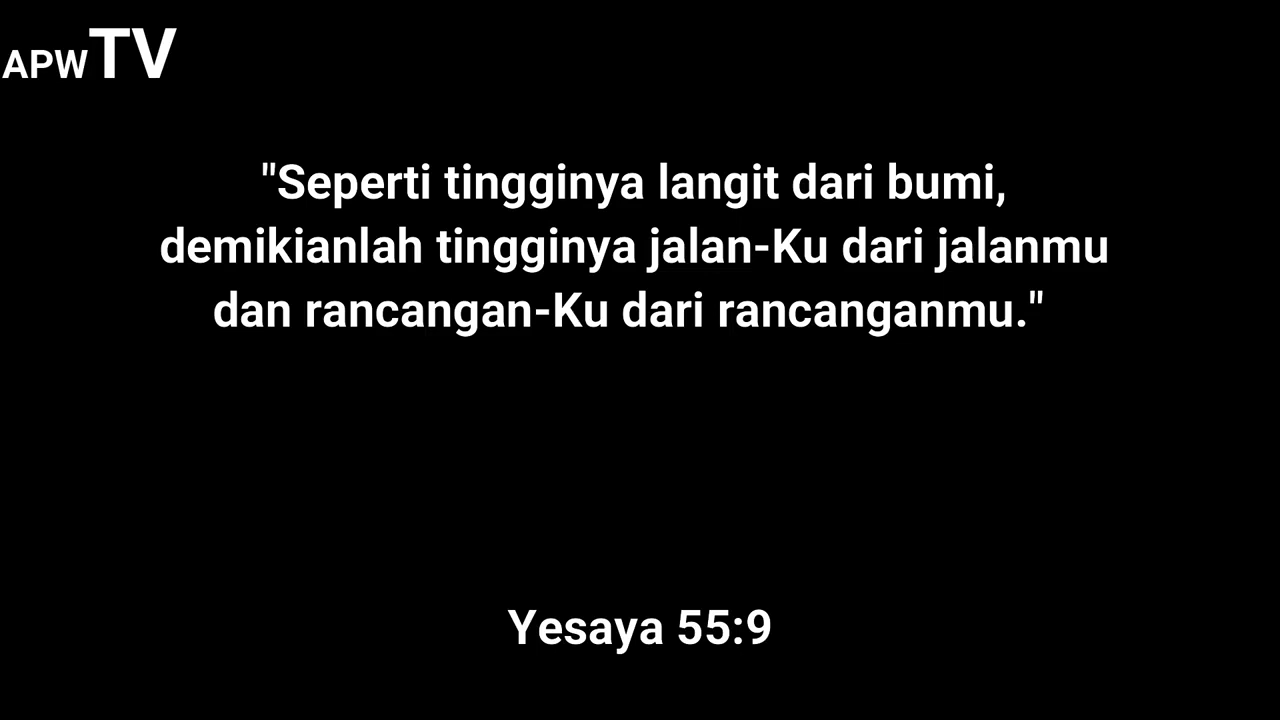 APWTV
"Seperti tingginya langit dari bumi,
demikianlah tingginya jalan-Ku dari jalanmu
dan rancangan-Ku dari rancanganmu."
Yesaya 55:9